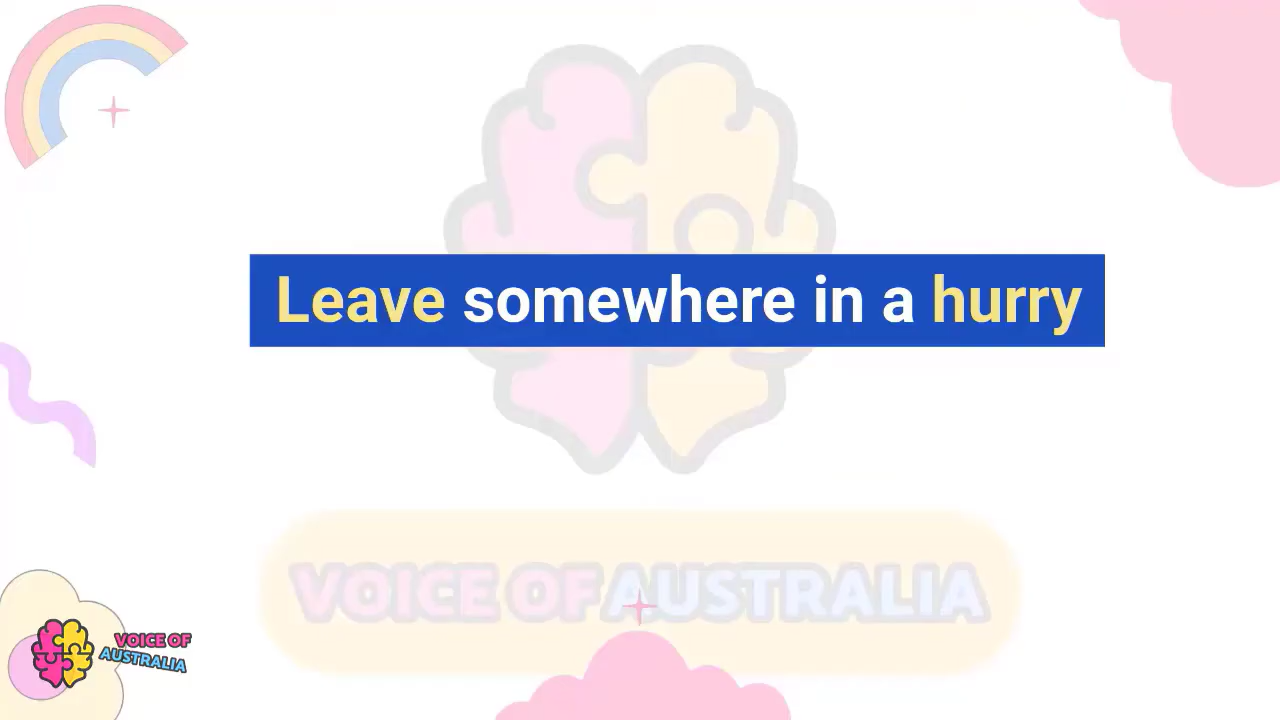 Leave somewhere in a hurry
VOICE OF AUSTRALIA
VOICE OF
AUSTRALIA